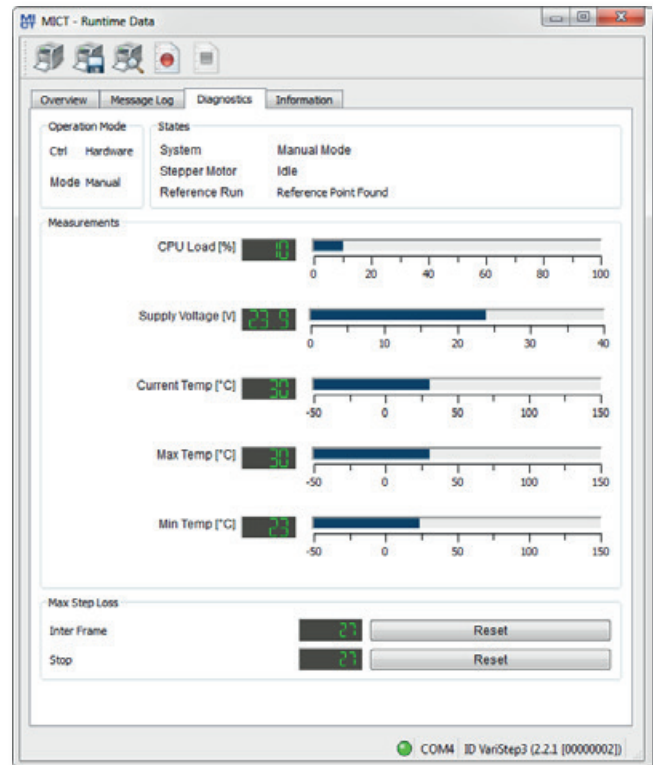 MICT - Runtime Data
Overview Message Log Diagnostics Information
Operation Mode
Ctrl Hardware
Mode Manual
States
System Manual Mode
Stepper Motor Idle
Reference Run Reference Point Found
Measurements
CPU Load [%] 10
0 20 40 60 80 100
Supply Voltage [V] 23.9
0 10 20 30 40
Current Temp [°C] 30
-50 0 50 100 150
Max Temp [°C] 30
-50 0 50 100 150
Min Temp [°C] 23
-50 0 50 100 150
Max Step Loss
Inter Frame 27 Reset
Stop 27 Reset
COM4 ID VariStep3 (2.2.1 [00000002])